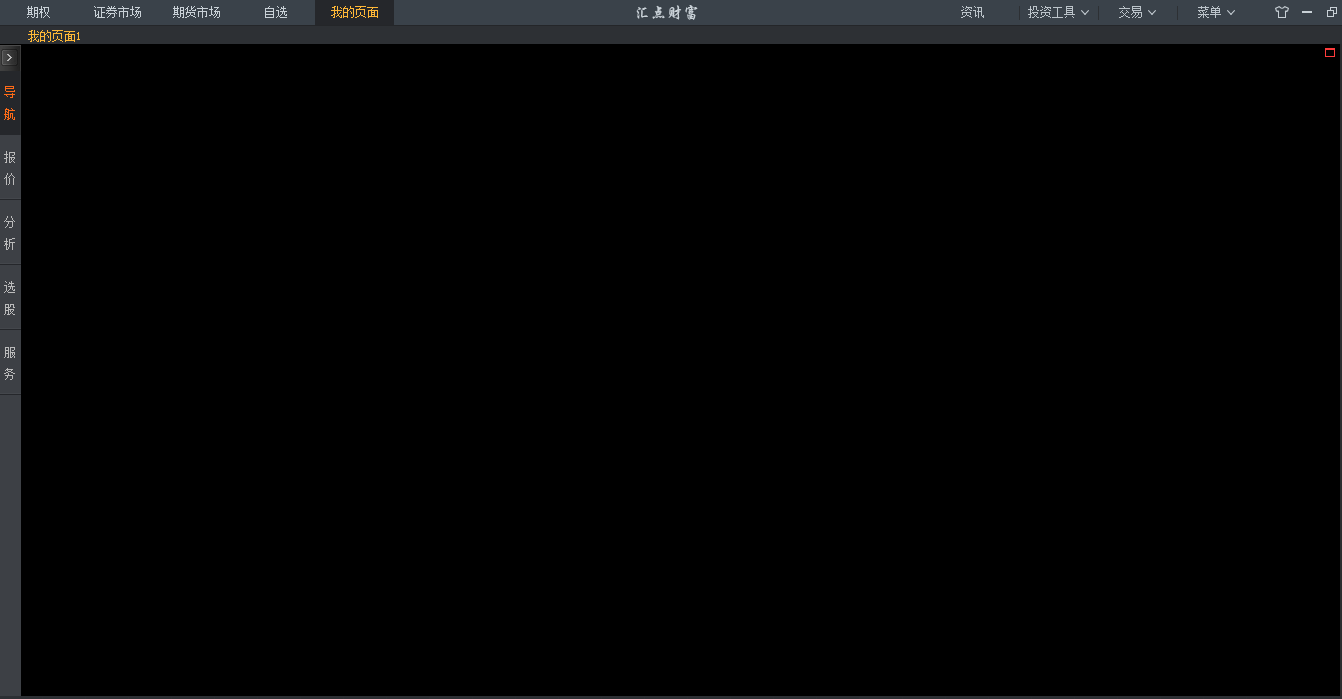 期权 证券市场 期货市场 自选 我的页面 汇点财富 资讯 投资工具 交易 菜单
我的页面1
导航
报价
分析
选股
服务